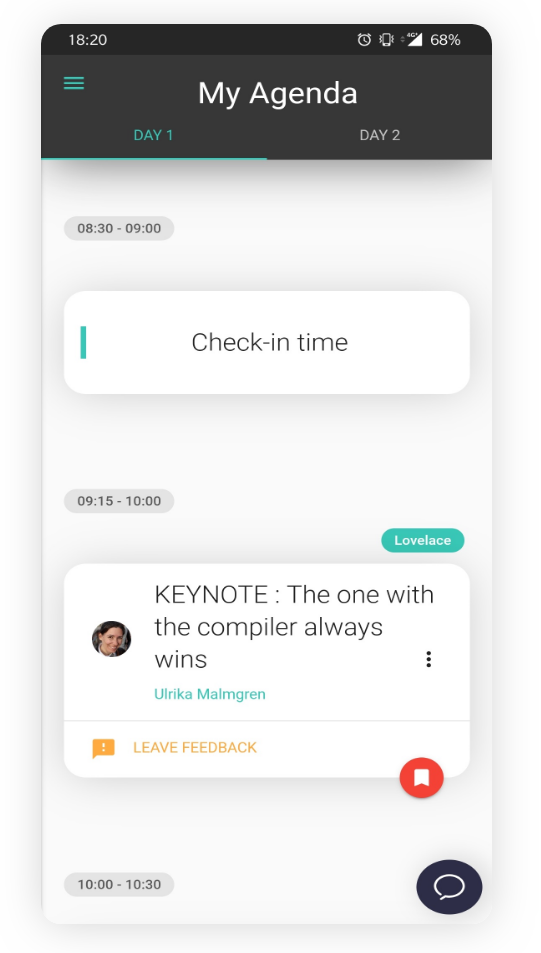 18:20
4G+ 68%
My Agenda
DAY 1 DAY 2
08:30 - 09:00
Check-in time
09:15 - 10:00
Lovelace
KEYNOTE : The one with
the compiler always
wins
Ulrika Malmgren
LEAVE FEEDBACK
10:00 - 10:30